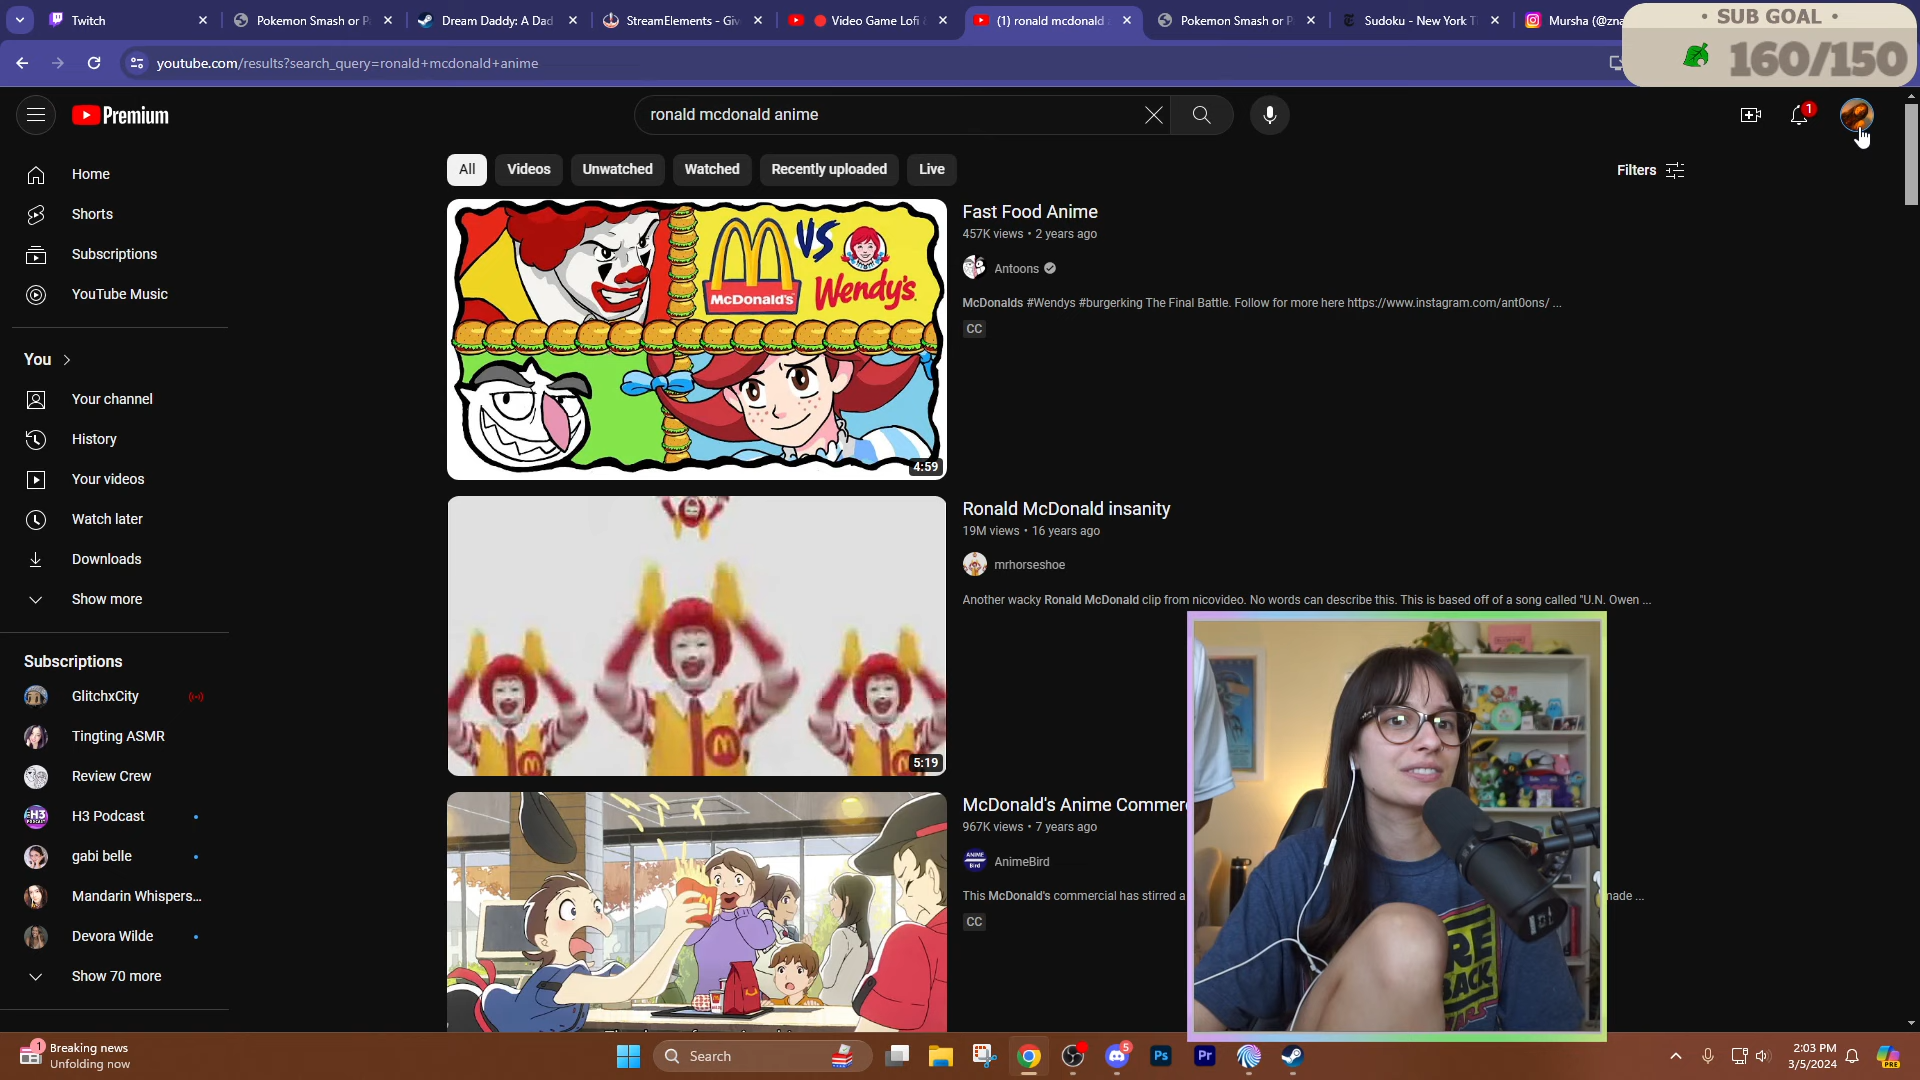 Twitch
Pokemon Smash or P
Dream Daddy: A Dad
StreamElements - Giv
Video Game Lofi
(1) ronald mcdonald
Pokemon Smash or P
Sudoku - New York T
Mursha (@zna
• SUB GOAL •
160/150
youtube.com/results?search_query=ronald+mcdonald+anime
Premium
ronald mcdonald anime
1
All
Videos
Unwatched
Watched
Recently uploaded
Live
Filters
Home
Shorts
Subscriptions
YouTube Music
You
Your channel
History
Your videos
Watch later
Downloads
Show more
Subscriptions
GlitchxCity
Tingting ASMR
Review Crew
H3 Podcast
gabi belle
Mandarin Whispers...
Devora Wilde
Show 70 more
McDonald's
VS
Wendy's
4:59
Fast Food Anime
457K views • 2 years ago
Antoons
McDonalds #Wendys #burgerking The Final Battle. Follow for more here https://www.instagram.com/ant0ons/ ...
CC
5:19
Ronald McDonald insanity
19M views • 16 years ago
mrhorseshoe
Another wacky Ronald McDonald clip from nicovideo. No words can describe this. This is based off of a song called "U.N. Owen ...
McDonald's Anime Commer
967K views • 7 years ago
AnimeBird
This McDonald's commercial has stirred a
made ...
CC
BACK
1
Breaking news
Unfolding now
Search
5
Ps
Pr
2:03 PM
3/5/2024
PRE